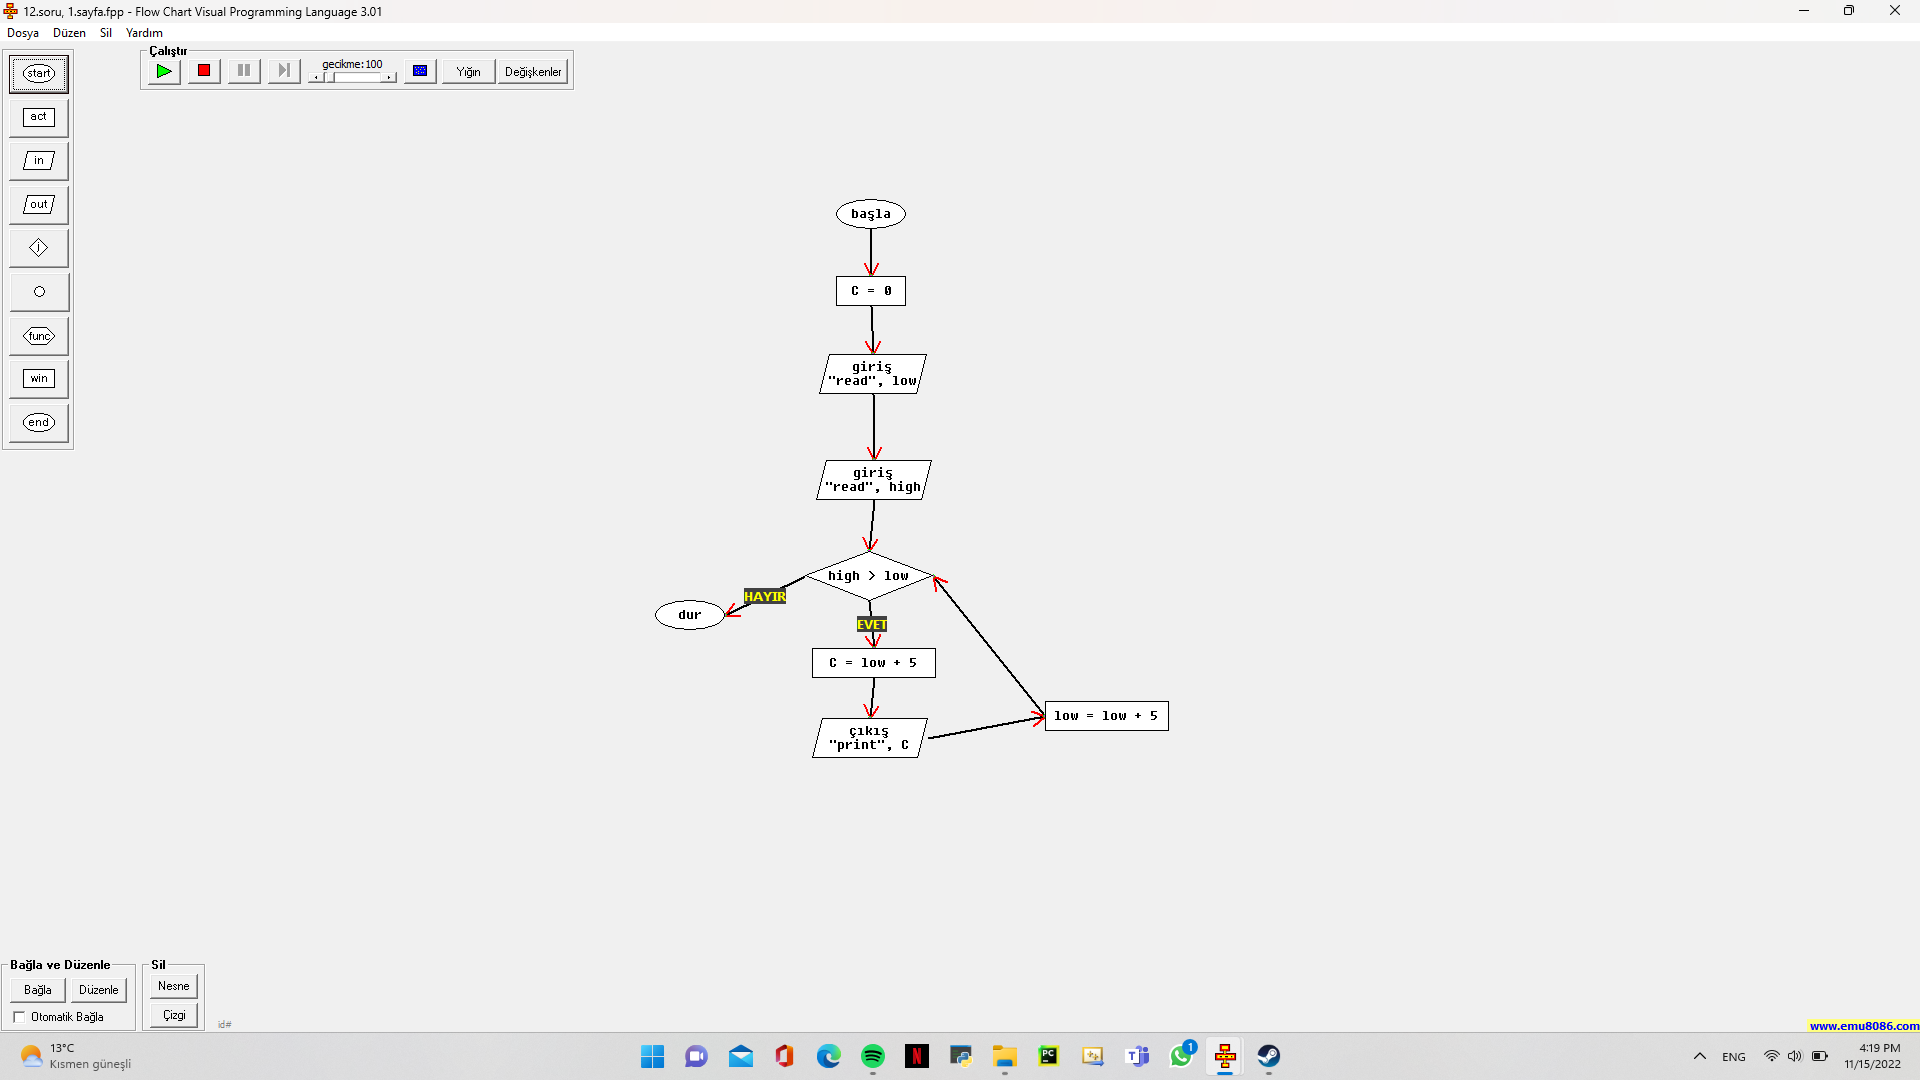 12.soru, 1.sayfa.fpp - Flow Chart Visual Programming Language 3.01
Dosya Düzen Sil Yardım
Çalıştır
gecikme:100
Yığın
Değişkenler
start
act
in
out
i
func
win
end
başla
C = 0
giriş
"read", low
giriş
"read", high
high > low
HAYIR
dur
EVET
C = low + 5
çıkış
"print", C
low = low + 5
Bağla ve Düzenle
Bağla
Düzenle
Otomatik Bağla
Sil
Nesne
Çizgi
id#
www.emu8086.com
13°C
Kısmen güneşli
N
PC
1
ENG
4:19 PM
11/15/2022